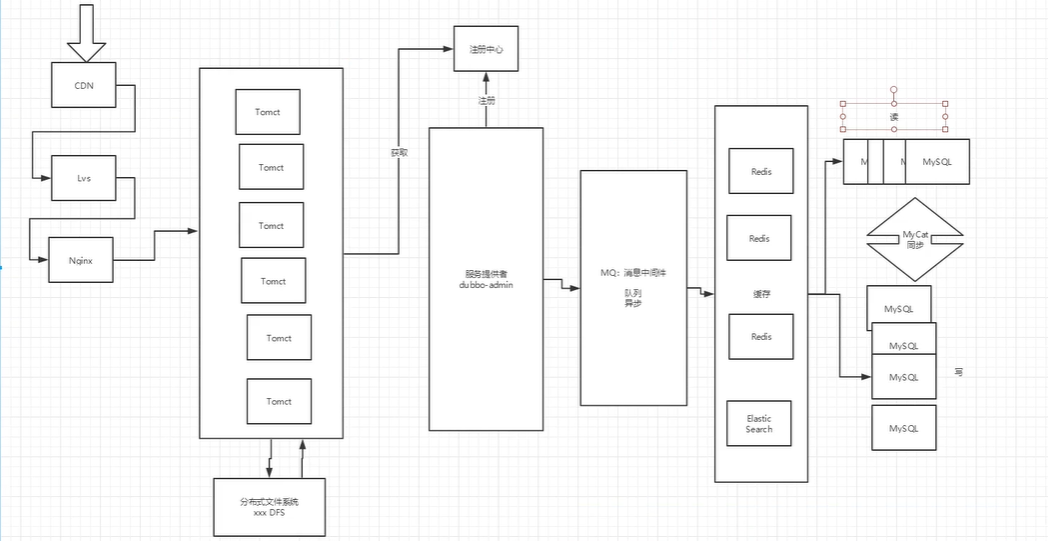 CDN
Lvs
Nginx
Tomct
Tomct
Tomct
Tomct
Tomct
Tomct
分布式文件系统
xxx DFS
获取
注册中心
注册
服务提供者
dubbo-admin
MQ：消息中间件
队列
异步
Redis
Redis
缓存
Redis
Elastic
Search
读
M
M
MySQL
MyCat
同步
MySQL
MySQL
MySQL
写
MySQL